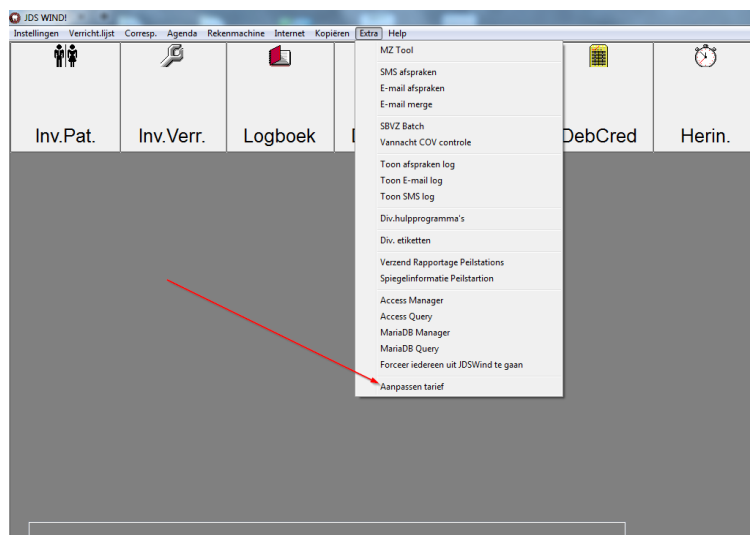 JDS WIND!
Instellingen Verricht.lijst Corresp. Agenda Rekenmachine Internet Kopiëren Extra Help
Inv.Pat. Inv.Verr. Logboek DebCred Herin.
MZ Tool
SMS afspraken
E-mail afspraken
E-mail merge
SBVZ Batch
Vannacht COV controle
Toon afspraken log
Toon E-mail log
Toon SMS log
Div.hulpprogramma's
Div. etiketten
Verzend Rapportage Peilstations
Spiegelinformatie Peilstartion
Access Manager
Access Query
MariaDB Manager
MariaDB Query
Forceer iedereen uit JDSWind te gaan
Aanpassen tarief